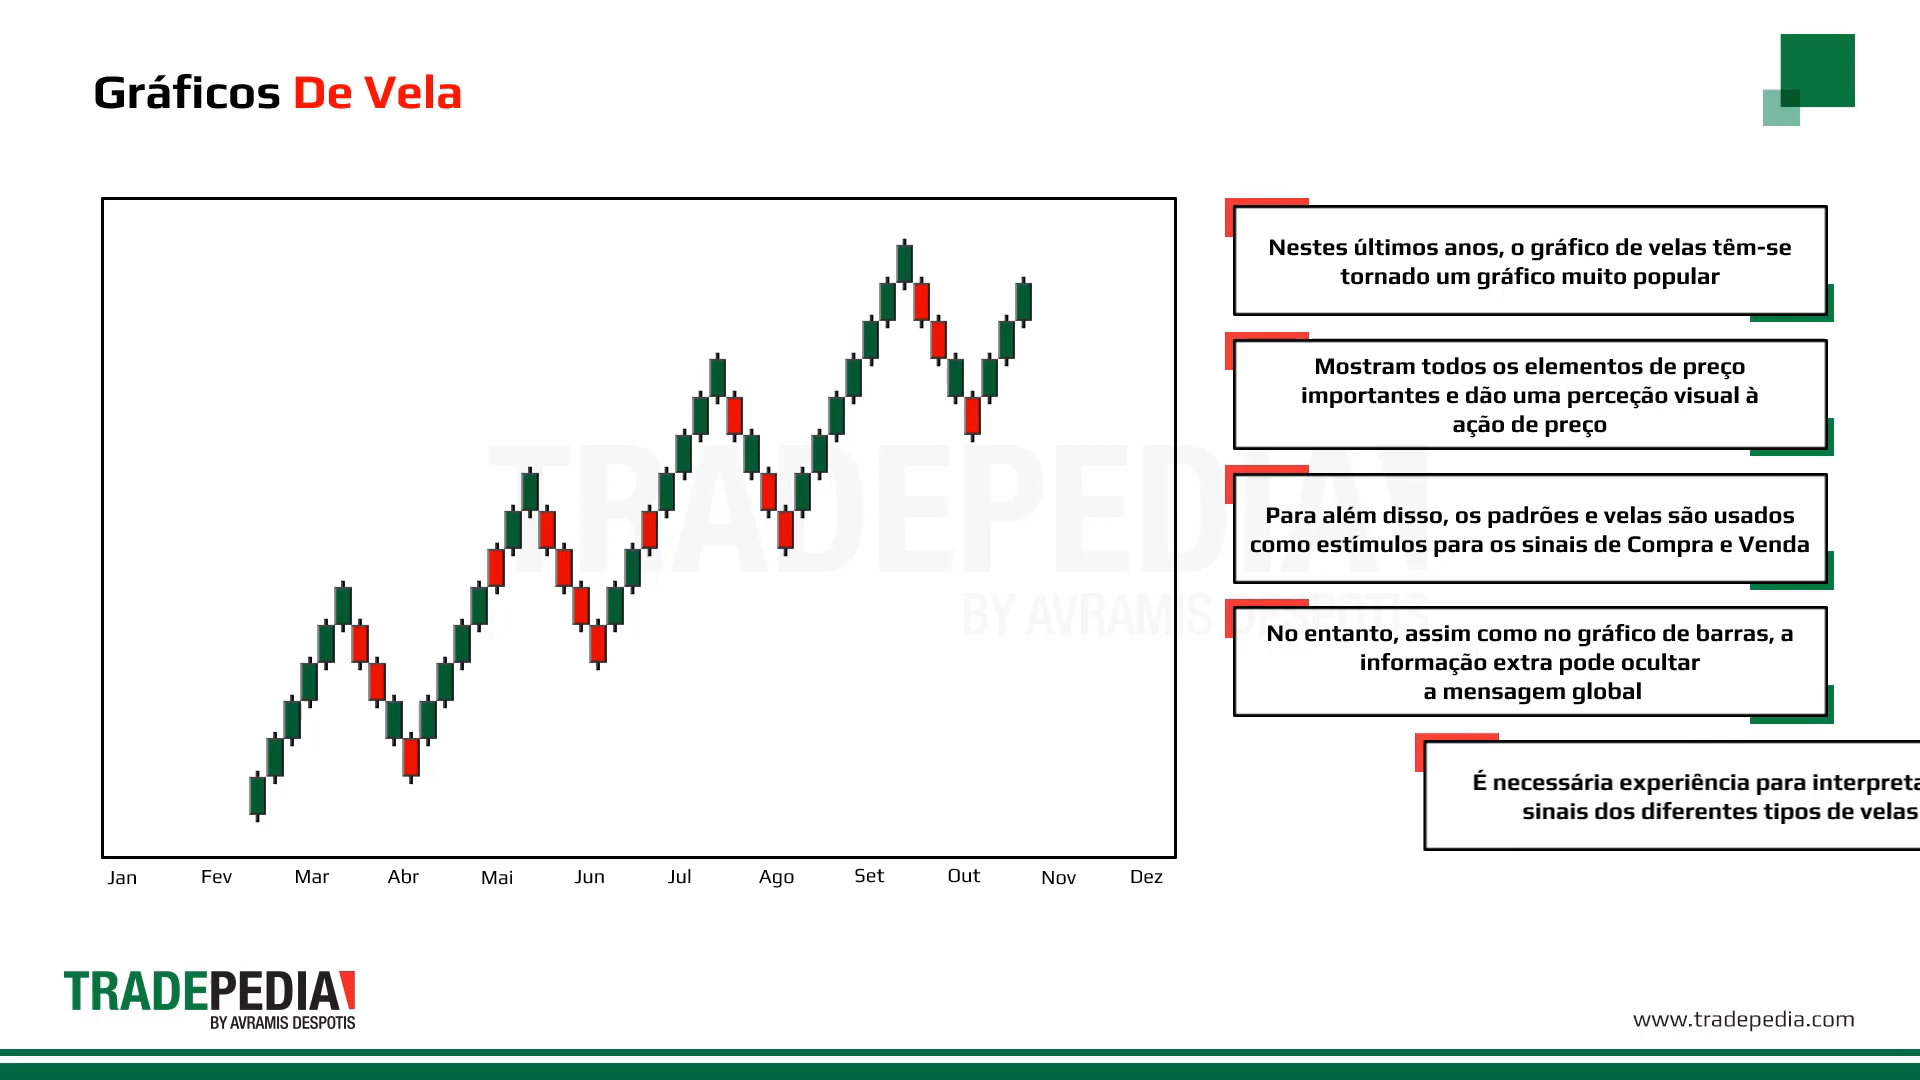 Gráficos De Vela
Nestes últimos anos, o gráfico de velas têm-se
tornado um gráfico muito popular
Mostram todos os elementos de preço
importantes e dão uma perceção visual à
ação de preço
Para além disso, os padrões e velas são usados
como estímulos para os sinais de Compra e Venda
No entanto, assim como no gráfico de barras, a
informação extra pode ocultar
a mensagem global
É necessária experiência para
sinais dos diferentes tipos de velas
TRADEPEDIA
BY AVRAMIS DESPOTIS
Jan Fev Mar Abr Mai Jun Jul Ago Set Out Nov Dez
TRADEPEDIA
BY AVRAMIS DESPOTIS
www.tradepedia.com